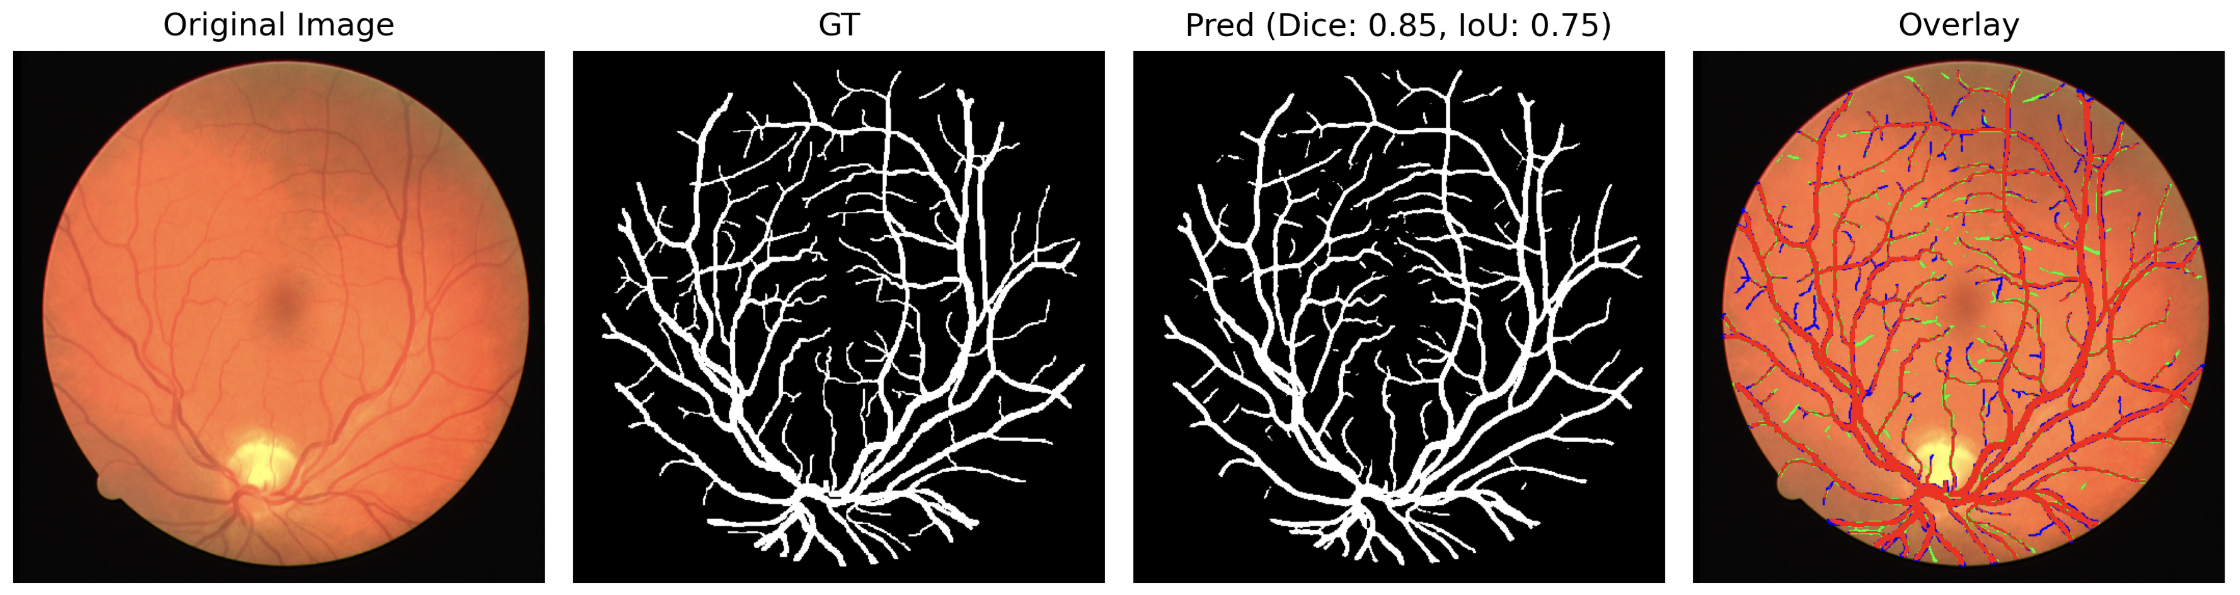 Original Image
GT
Pred (Dice: 0.85, IoU: 0.75)
Overlay